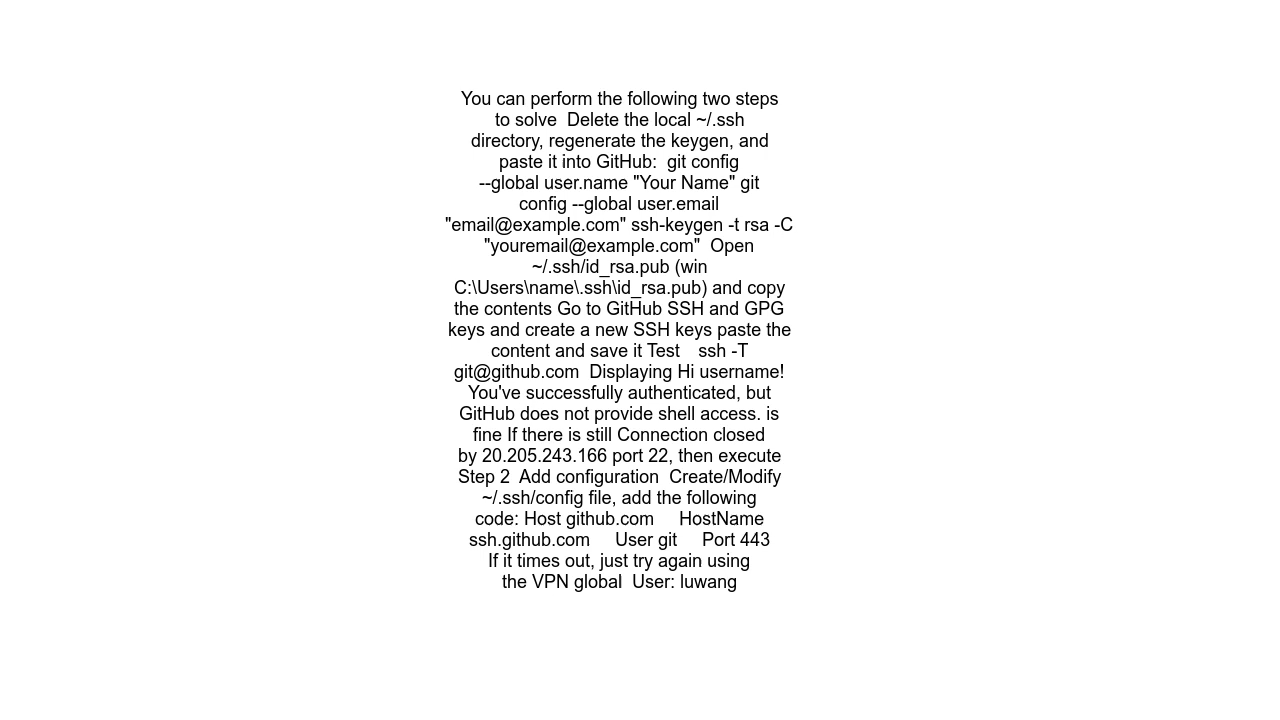 You can perform the following two steps
to solve  Delete the local ~/.ssh
directory, regenerate the keygen, and
paste it into GitHub:  git config
--global user.name "Your Name" git
config --global user.email
"email@example.com" ssh-keygen -t rsa -C
"youremail@example.com"  Open
~/.ssh/id_rsa.pub (win
C:\Users\name\.ssh\id_rsa.pub) and copy
the contents Go to GitHub SSH and GPG
keys and create a new SSH keys paste the
content and save it Test    ssh -T
git@github.com  Displaying Hi username!
You've successfully authenticated, but
GitHub does not provide shell access. is
fine If there is still Connection closed
by 20.205.243.166 port 22, then execute
Step 2  Add configuration  Create/Modify
~/.ssh/config file, add the following
code: Host github.com     HostName
ssh.github.com     User git     Port 443
If it times out, just try again using
the VPN global  User: luwang